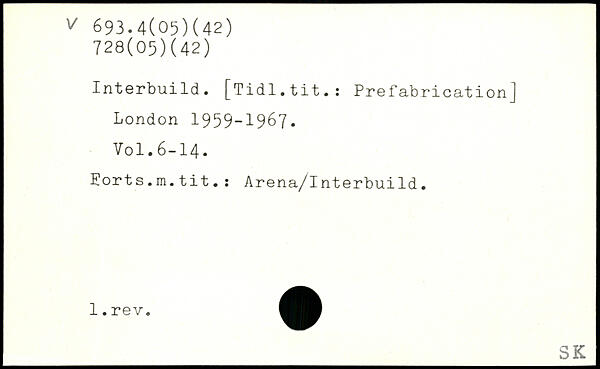 V 693.4(05)(42)
728(05)(42)
Interbuild. [Tidl.tit.: Prefabrication]
London 1959-1967.
Vol.6-14.
Forts.m.tit.: Arena/Interbuild.
1.rev.
SK